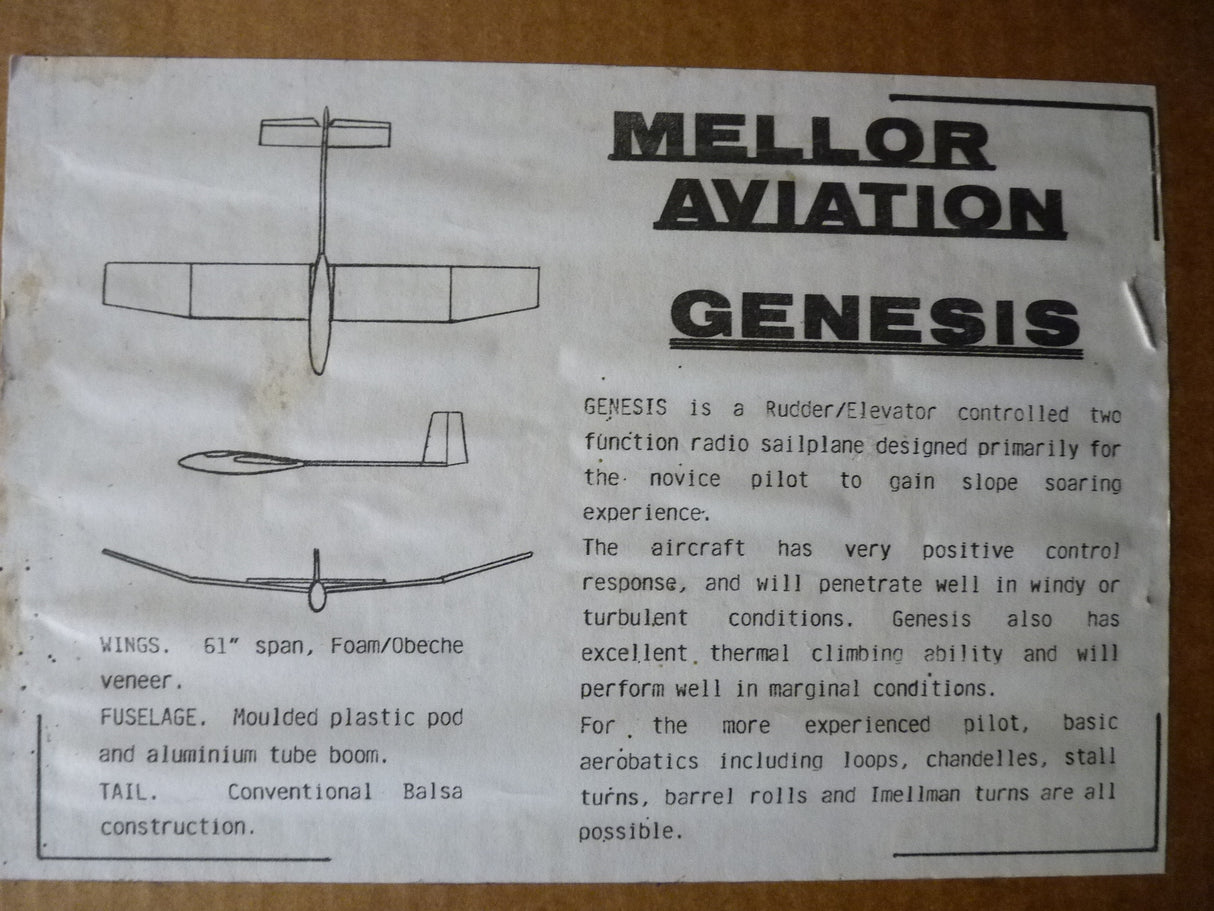 MELLOR
AVIATION
GENESIS
GENESIS is a Rudder/Elevator controlled two
function radio sailplane designed primarily for
the novice pilot to gain slope soaring
experience.
The aircraft has very positive control
response, and will penetrate well in windy or
turbulent conditions. Genesis also has
excellent thermal climbing ability and will
perform well in marginal conditions.
For the more experienced pilot, basic
aerobatics including loops, chandelles, stall
turns, barrel rolls and Imellman turns are all
possible.
WINGS. 61" span, Foam/Obeche
veneer.
FUSELAGE. Moulded plastic pod
and aluminium tube boom.
TAIL. Conventional Balsa
construction.